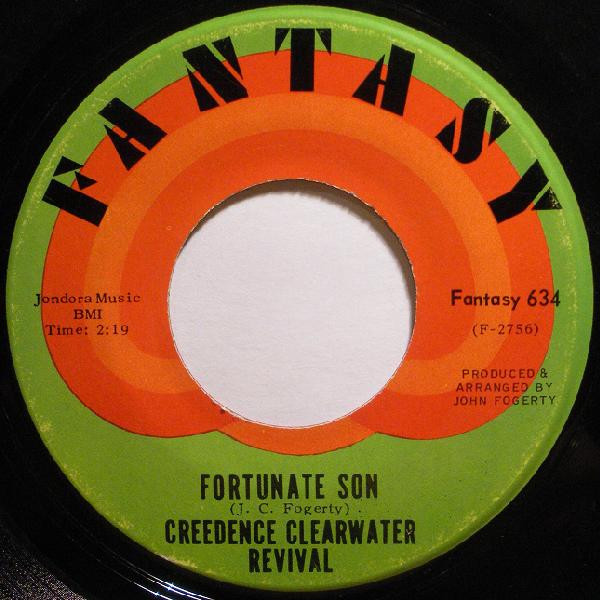 FANTASY
Jondora Music
BMI
Time: 2:19
Fantasy 634
(F-2756)
PRODUCED &
ARRANGED BY
JOHN FOGERTY
FORTUNATE SON
(J. C. Fogerty)
CREEDENCE CLEARWATER
REVIVAL